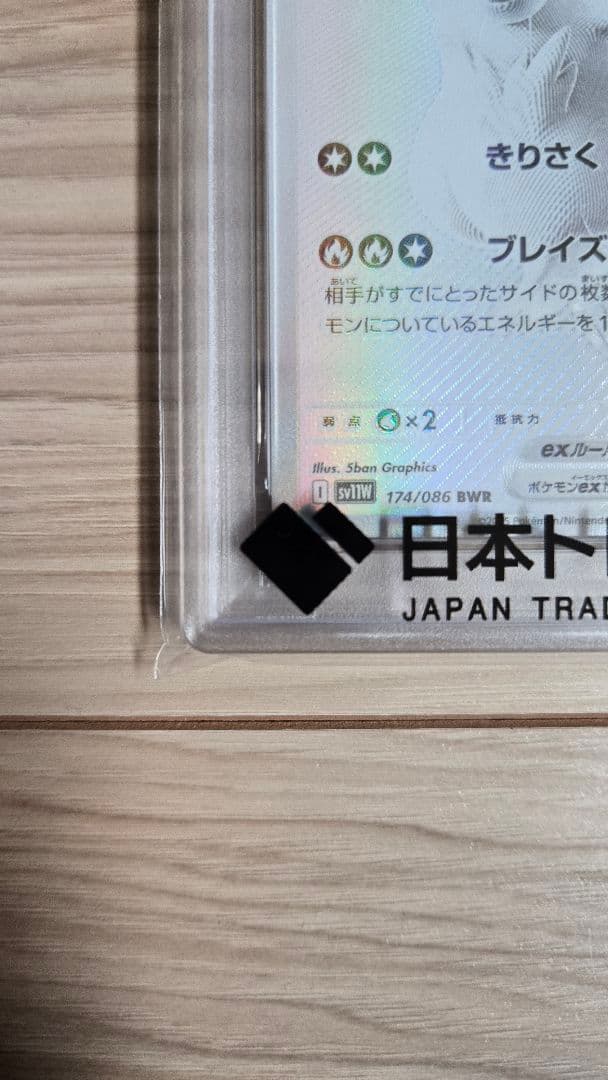 きりさく
ブレイズ
相手がすでにとったサイドの枚数
モンについているエネルギーを1
弱点 ×2 抵抗力
exルー
Illus. 5ban Graphics
I sv11W 174/086 BWR
ポケモンexが
日本ト
JAPAN TRAD